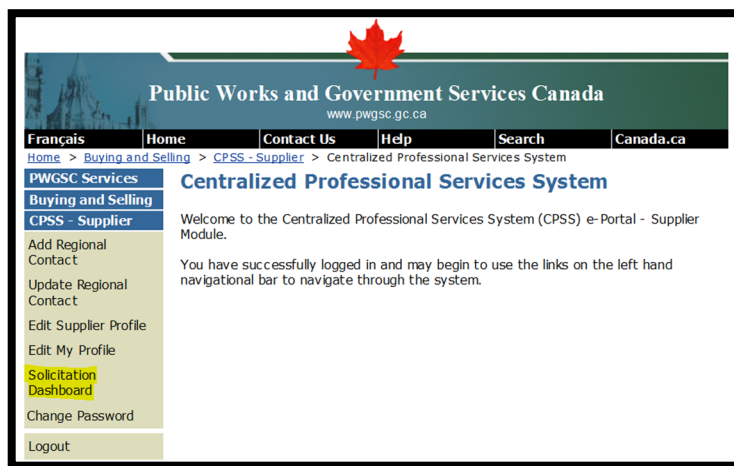 Public Works and Government Services Canada
www.pwgsc.gc.ca
Français Home Contact Us Help Search Canada.ca
Home > Buying and Selling > CPSS - Supplier > Centralized Professional Services System
PWGSC Services
Buying and Selling
CPSS - Supplier
Add Regional
Contact
Update Regional
Contact
Edit Supplier Profile
Edit My Profile
Solicitation
Dashboard
Change Password
Logout
Centralized Professional Services System
Welcome to the Centralized Professional Services System (CPSS) e-Portal - Supplier
Module.
You have successfully logged in and may begin to use the links on the left hand
navigational bar to navigate through the system.